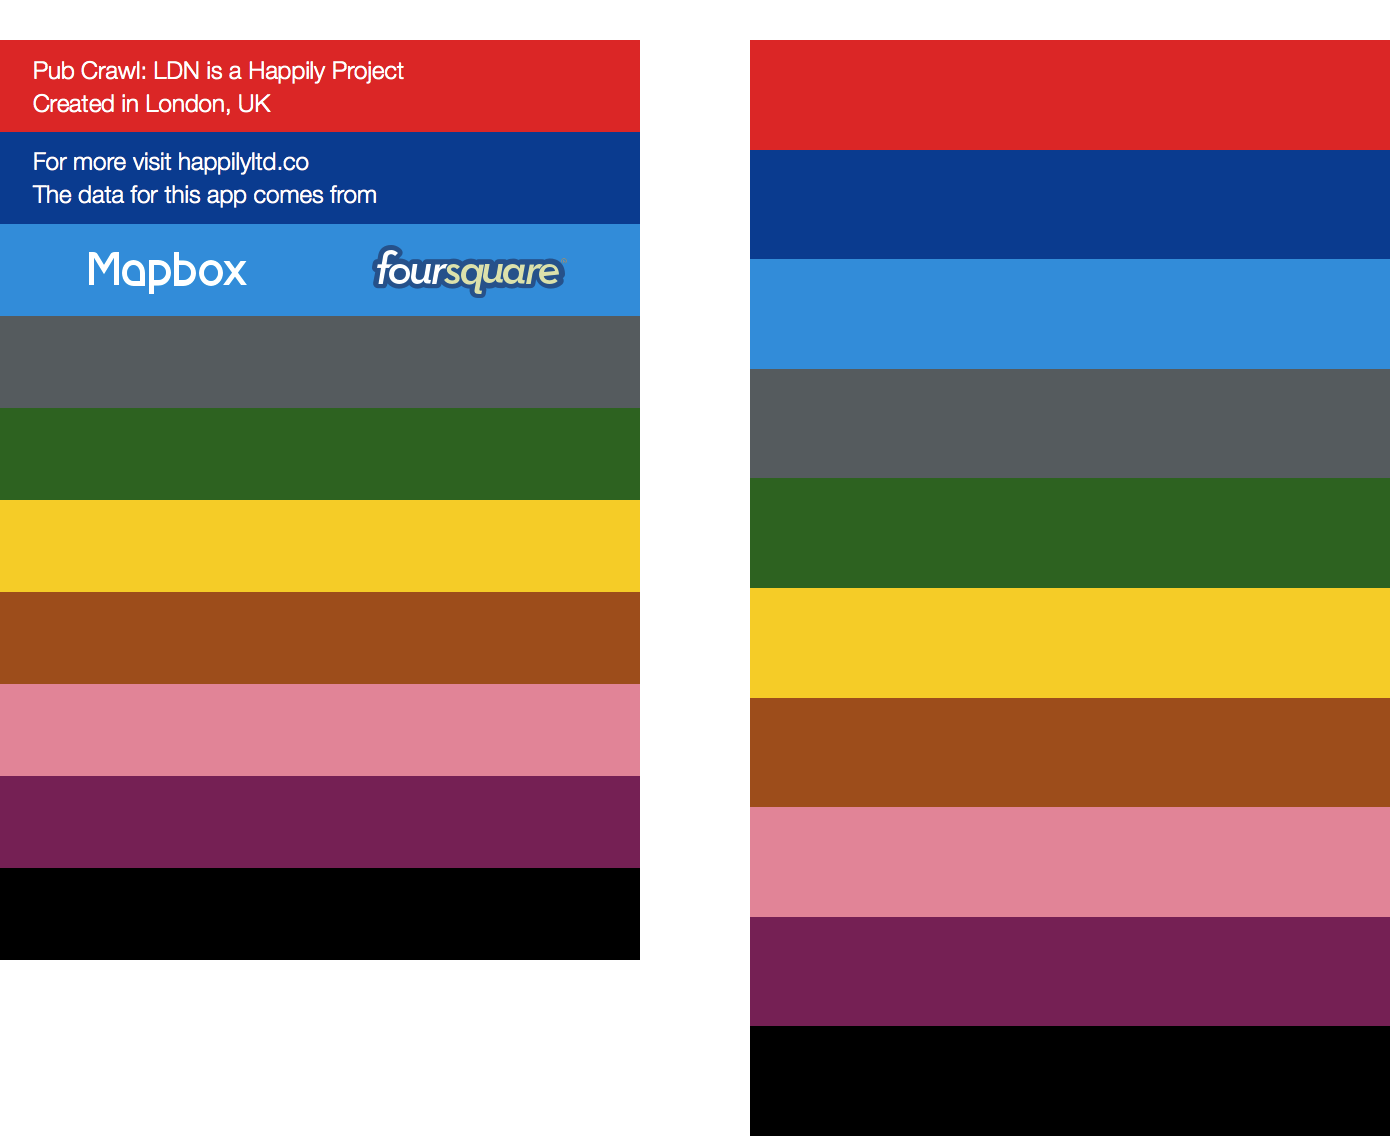 Pub Crawl: LDN is a Happily Project
Created in London, UK
For more visit happilyltd.co
The data for this app comes from
Mapbox foursquare